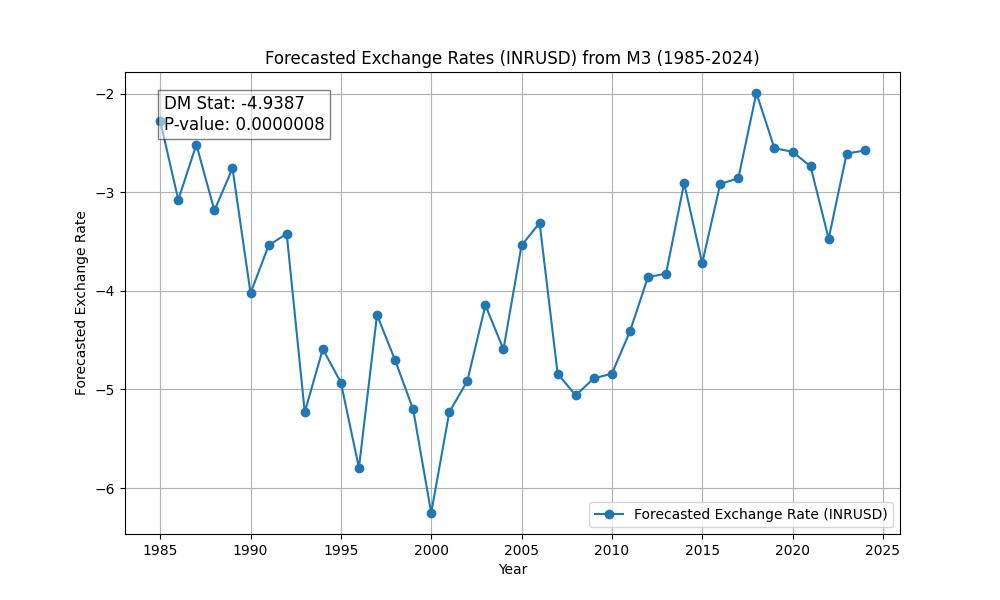 Forecasted Exchange Rates (INRUSD) from M3 (1985-2024)
DM Stat: -4.9387
P-value: 0.0000008
Forecasted Exchange Rate
−2
−3
−4
−5
−6
Forecasted Exchange Rate (INRUSD)
1985 1990 1995 2000 2005 2010 2015 2020 2025
Year